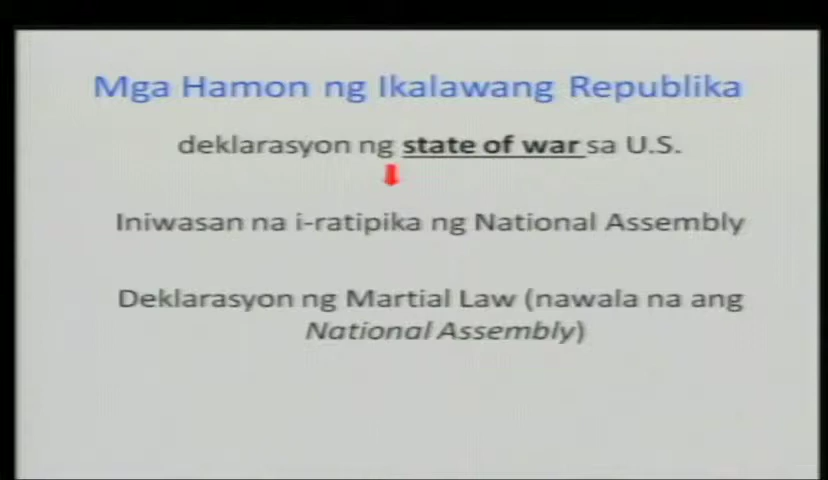 Mga Hamon ng Ikalawang Republika
deklarasyon ng state of war sa U.S.
Iniwasan na i-ratipika ng National Assembly
Deklarasyon ng Martial Law (nawala na ang
National Assembly)